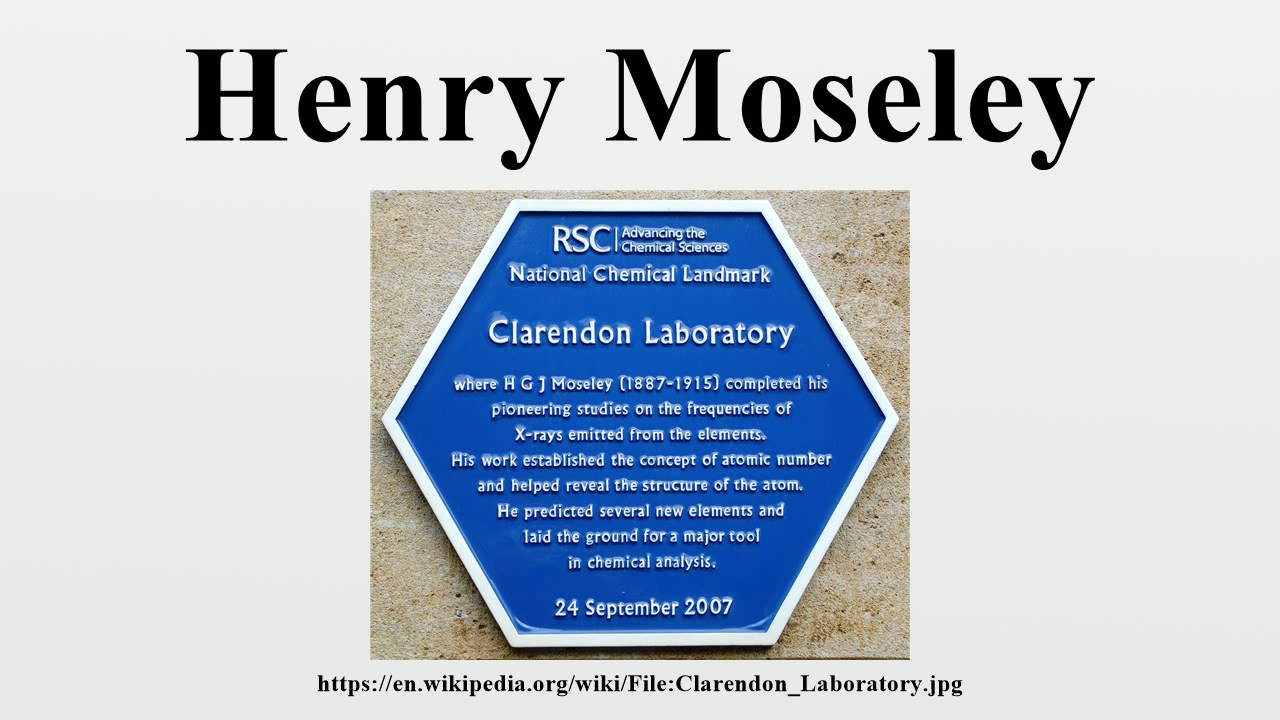 Henry Moseley
RSC | Advancing the
Chemical Sciences
National Chemical Landmark
Clarendon Laboratory
where H G J Moseley (1887-1915) completed his
pioneering studies on the frequencies of
X-rays emitted from the elements.
His work established the concept of atomic number
and helped reveal the structure of the atom.
He predicted several new elements and
laid the ground for a major tool
in chemical analysis.
24 September 2007
https://en.wikipedia.org/wiki/File:Clarendon_Laboratory.jpg